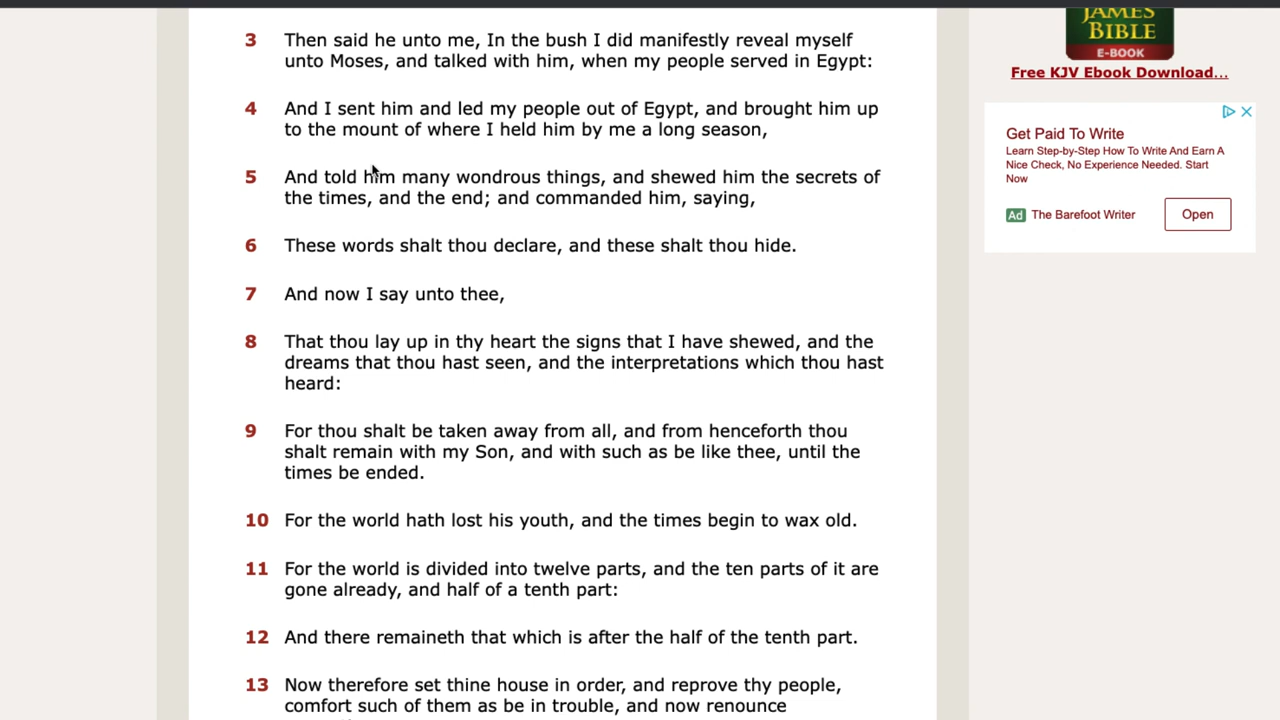 3 Then said he unto me, In the bush I did manifestly reveal myself
unto Moses, and talked with him, when my people served in Egypt:
4 And I sent him and led my people out of Egypt, and brought him up
to the mount of where I held him by me a long season,
5 And told him many wondrous things, and shewed him the secrets of
the times, and the end; and commanded him, saying,
6 These words shalt thou declare, and these shalt thou hide.
7 And now I say unto thee,
8 That thou lay up in thy heart the signs that I have shewed, and the
dreams that thou hast seen, and the interpretations which thou hast
heard:
9 For thou shalt be taken away from all, and from henceforth thou
shalt remain with my Son, and with such as be like thee, until the
times be ended.
10 For the world hath lost his youth, and the times begin to wax old.
11 For the world is divided into twelve parts, and the ten parts of it are
gone already, and half of a tenth part:
12 And there remaineth that which is after the half of the tenth part.
13 Now therefore set thine house in order, and reprove thy people,
comfort such of them as be in trouble, and now renounce
JAMES
BIBLE
E-BOOK
Free KJV Ebook Download...
Get Paid To Write
Learn Step-by-Step How To Write And Earn A
Nice Check, No Experience Needed. Start
Now
Ad The Barefoot Writer
Open